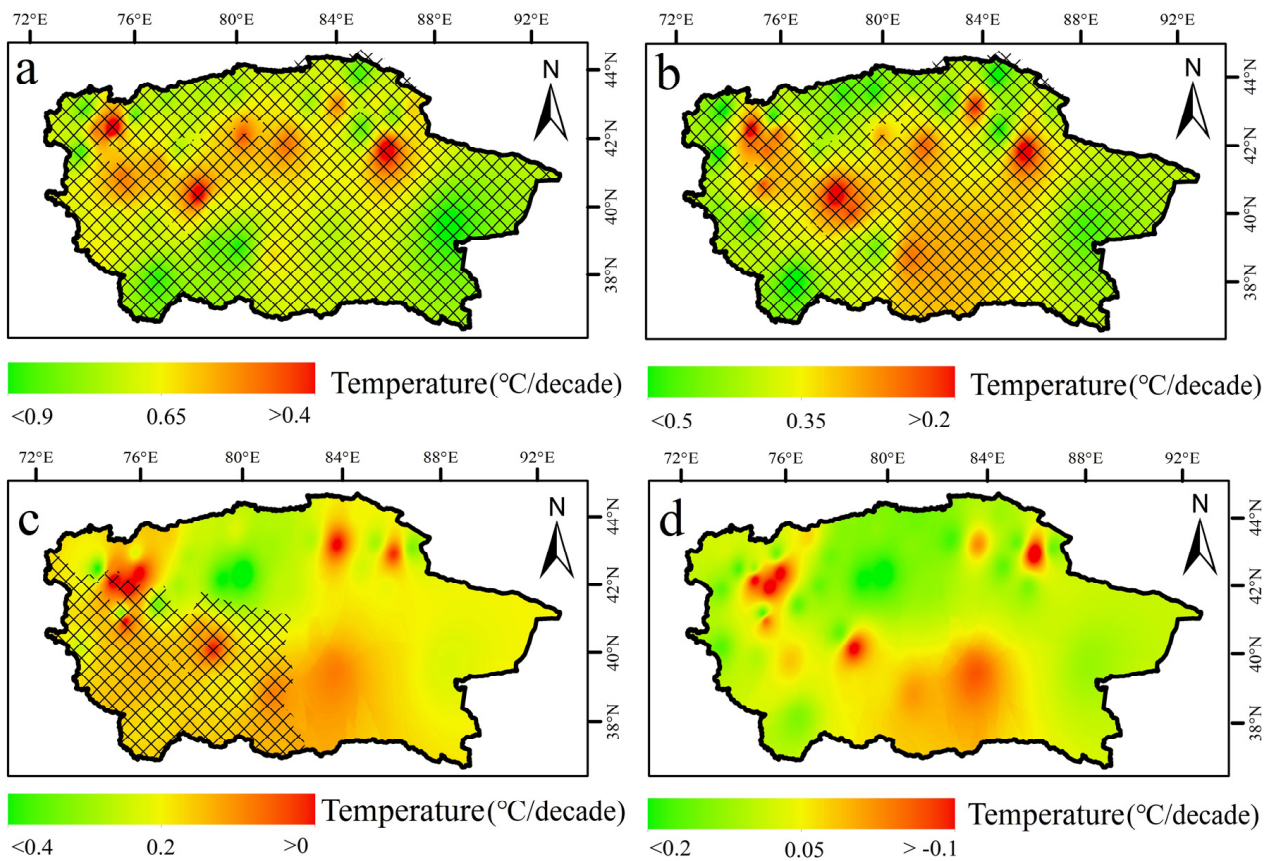 72°E 76°E 80°E 84°E 88°E 92°E
a
N
44°N
42°N
40°N
38°N
Temperature(°C/decade)
<0.9 0.65 >0.4
72°E 76°E 80°E 84°E 88°E 92°E
b
N
44°N
42°N
40°N
38°N
Temperature(°C/decade)
<0.5 0.35 >0.2
72°E 76°E 80°E 84°E 88°E 92°E
c
N
44°N
42°N
40°N
38°N
Temperature(°C/decade)
<0.4 0.2 >0
72°E 76°E 80°E 84°E 88°E 92°E
d
N
44°N
42°N
40°N
38°N
Temperature(°C/decade)
<0.2 0.05 > -0.1